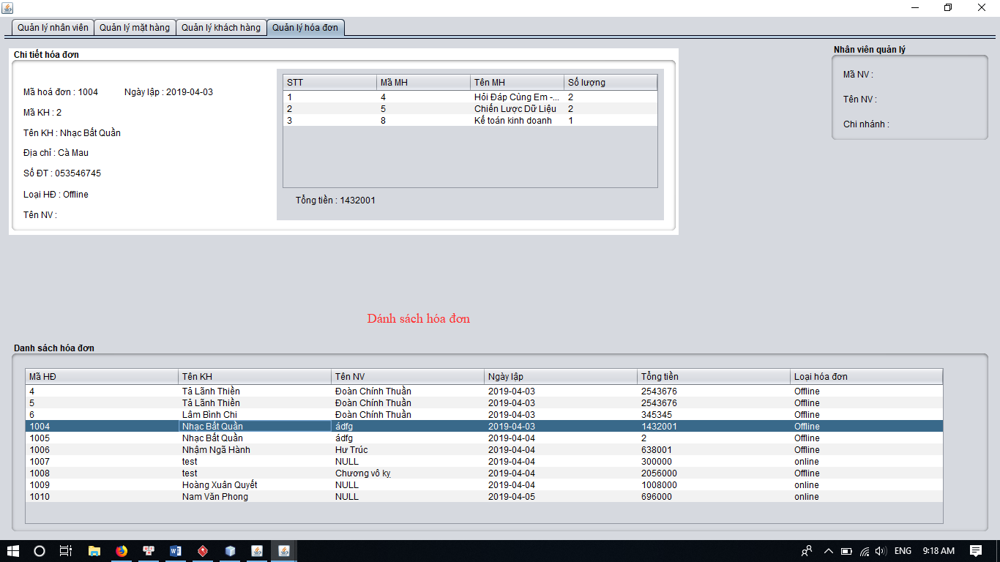 Quản lý nhân viên Quản lý mặt hàng Quản lý khách hàng Quản lý hóa đơn
Chi tiết hóa đơn
Mã hoá đơn : 1004 Ngày lập : 2019-04-03
Mã KH : 2
Tên KH : Nhạc Bất Quần
Địa chỉ : Cà Mau
Số ĐT : 053546745
Loại HĐ : Offline
Tên NV :
STT Mã MH Tên MH Số lượng
1 4 Hỏi Đáp Cùng Em -... 2
2 5 Chiến Lược Dữ Liệu 2
3 8 Kế toán kinh doanh 1
Tổng tiền : 1432001
Nhân viên quản lý
Mã NV :
Tên NV :
Chi nhánh :
Dánh sách hóa đơn
Danh sách hóa đơn
Mã HĐ Tên KH Tên NV Ngày lập Tổng tiền Loại hóa đơn
4 Tả Lãnh Thiền Đoàn Chính Thuần 2019-04-03 2543676 Offline
5 Tả Lãnh Thiền Đoàn Chính Thuần 2019-04-03 2543676 Offline
6 Lâm Bình Chi Đoàn Chính Thuần 2019-04-03 345345 Offline
1004 Nhạc Bất Quần ádfg 2019-04-03 1432001 Offline
1005 Nhạc Bất Quần ádfg 2019-04-04 2 Offline
1006 Nhậm Ngã Hành Hư Trúc 2019-04-04 638001 Offline
1007 test NULL 2019-04-04 300000 online
1008 test Chương vô kỵ 2019-04-04 2056000 Offline
1009 Hoàng Xuân Quyết NULL 2019-04-04 1008000 online
1010 Nam Văn Phong NULL 2019-04-05 696000 online
ENG 9:18 AM